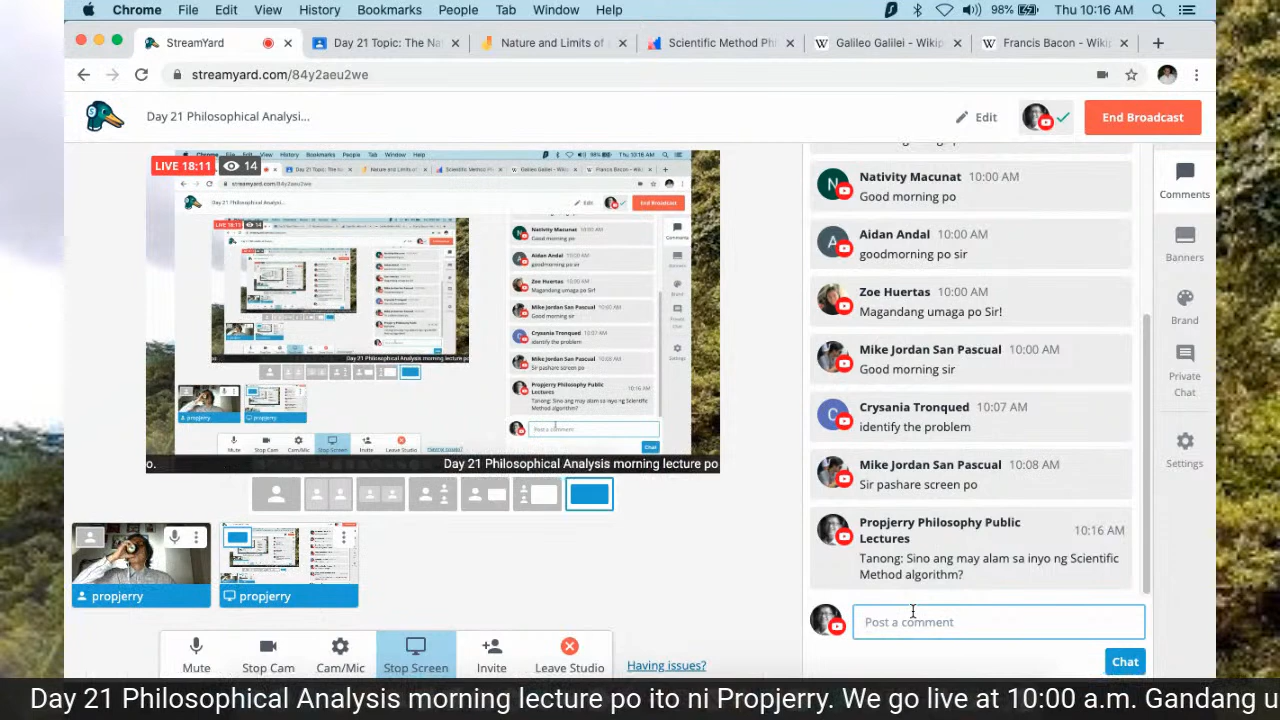 Chrome File Edit View History Bookmarks People Tab Window Help 98% Thu 10:16 AM
StreamYard Day 21 Topic: The Na Nature and Limits of Scientific Method Phi Galileo Galilei - Wikip Francis Bacon - Wikip
streamyard.com/84y2aeu2we
Day 21 Philosophical Analysi... Edit End Broadcast
LIVE 18:11 14
Nativity Macunat 10:00 AM
Good morning po
Aidan Andal 10:00 AM
goodmorning po sir
Zoe Huertas 10:00 AM
Magandang umaga po Sir!
Mike Jordan San Pascual 10:00 AM
Good morning sir
Crysania Tronqued 10:07 AM
identify the problem
Mike Jordan San Pascual 10:08 AM
Sir pashare screen po
Propjerry Philosophy Public
Lectures 10:16 AM
Tanong: Sino ang may alam sa inyo ng Scientific
Method algorithm?
Post a comment
Chat
Comments
Banners
Brand
Private
Chat
Settings
o. Day 21 Philosophical Analysis morning lecture po
propjerry propjerry
Mute Stop Cam Cam/Mic Stop Screen Invite Leave Studio Having issues?
Day 21 Philosophical Analysis morning lecture po ito ni Propjerry. We go live at 10:00 a.m. Gandang u